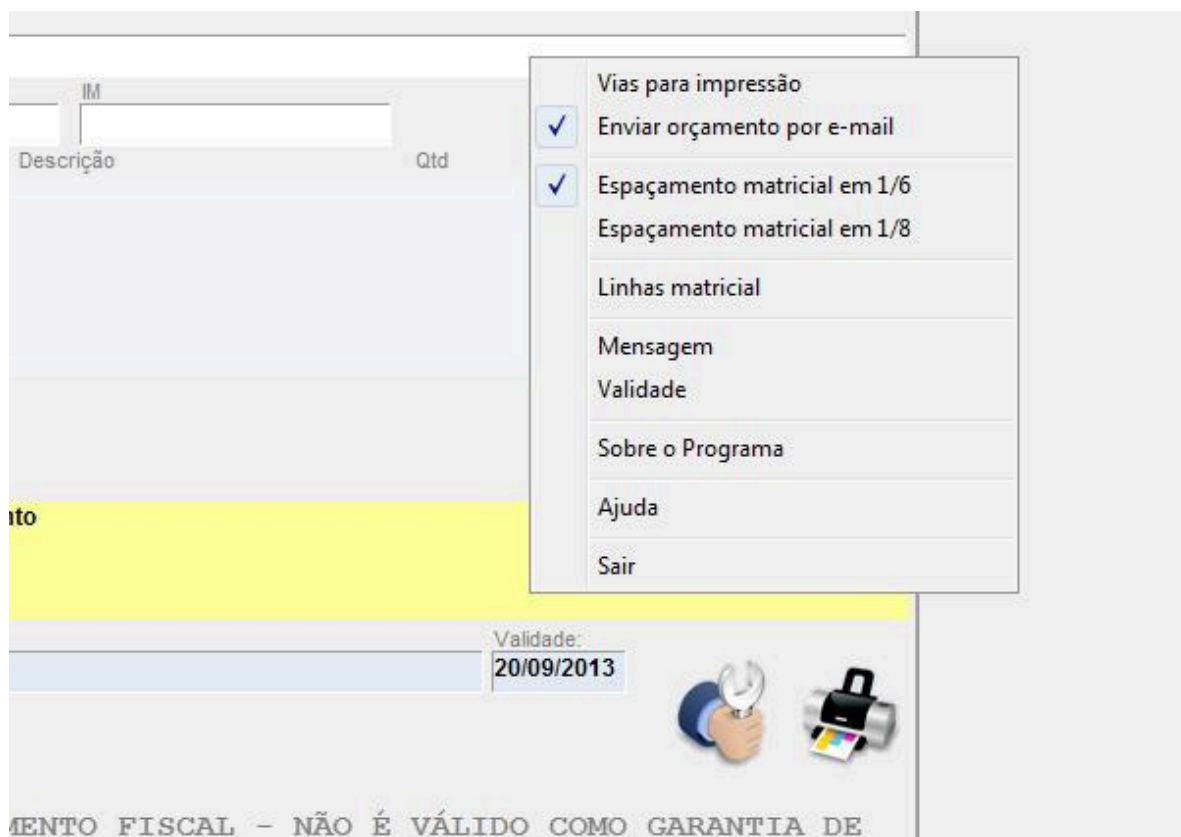 IM
Descrição
Qtd
Vias para impressão
Enviar orçamento por e-mail
Espaçamento matricial em 1/6
Espaçamento matricial em 1/8
Linhas matricial
Mensagem
Validade
Sobre o Programa
Ajuda
Sair
nto
Validade:
20/09/2013
MENTO FISCAL - NÃO É VÁLIDO COMO GARANTIA DE